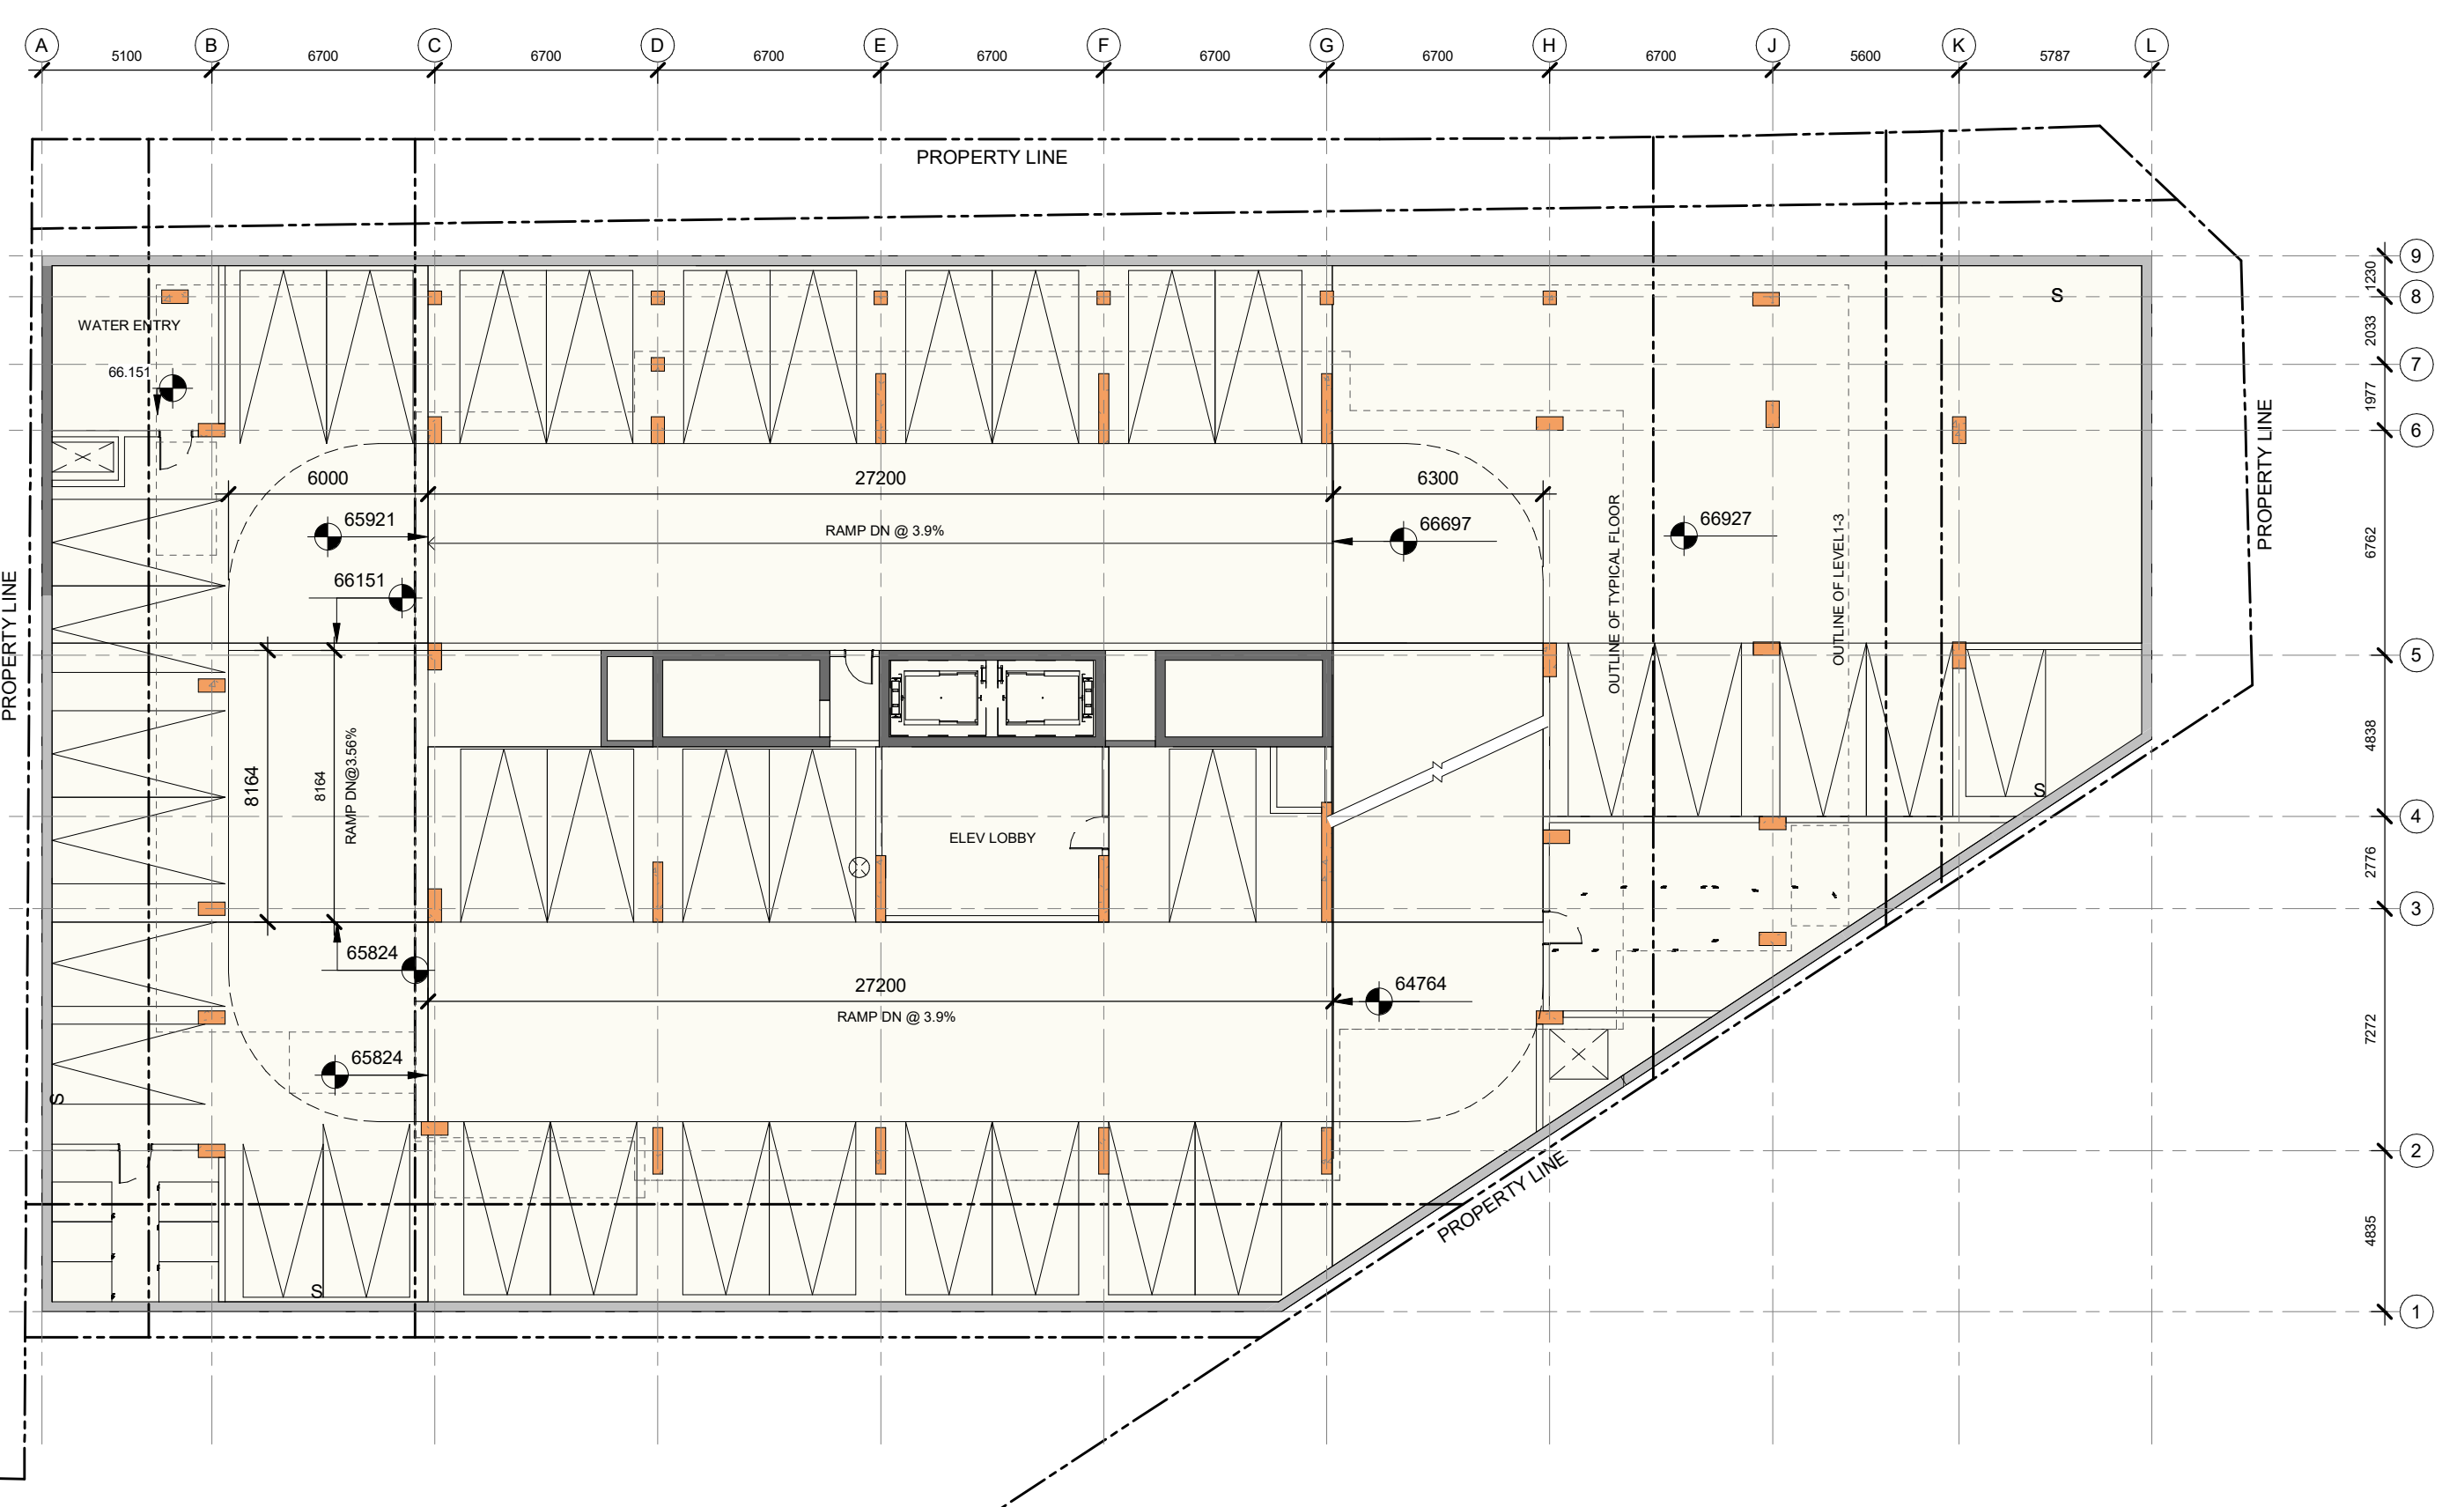 A
B
C
D
E
F
G
H
J
K
L
5100
6700
6700
6700
6700
6700
6700
6700
5600
5787
PROPERTY LINE
9
1230
8
S
2033
WATER ENTRY
7
66.151
1977
6
PROPERTY LINE
6000
27200
6300
65921
RAMP DN @ 3.9%
66697
66927
OUTLINE OF TYPICAL FLOOR
OUTLINE OF LEVEL1-3
6762
66151
PROPERTY LINE
5
8164
8164
RAMP DN@3.56%
4838
S
4
ELEV LOBBY
2776
3
65824
27200
64764
RAMP DN @ 3.9%
7272
65824
S
2
PROPERTY LINE
4835
S
1